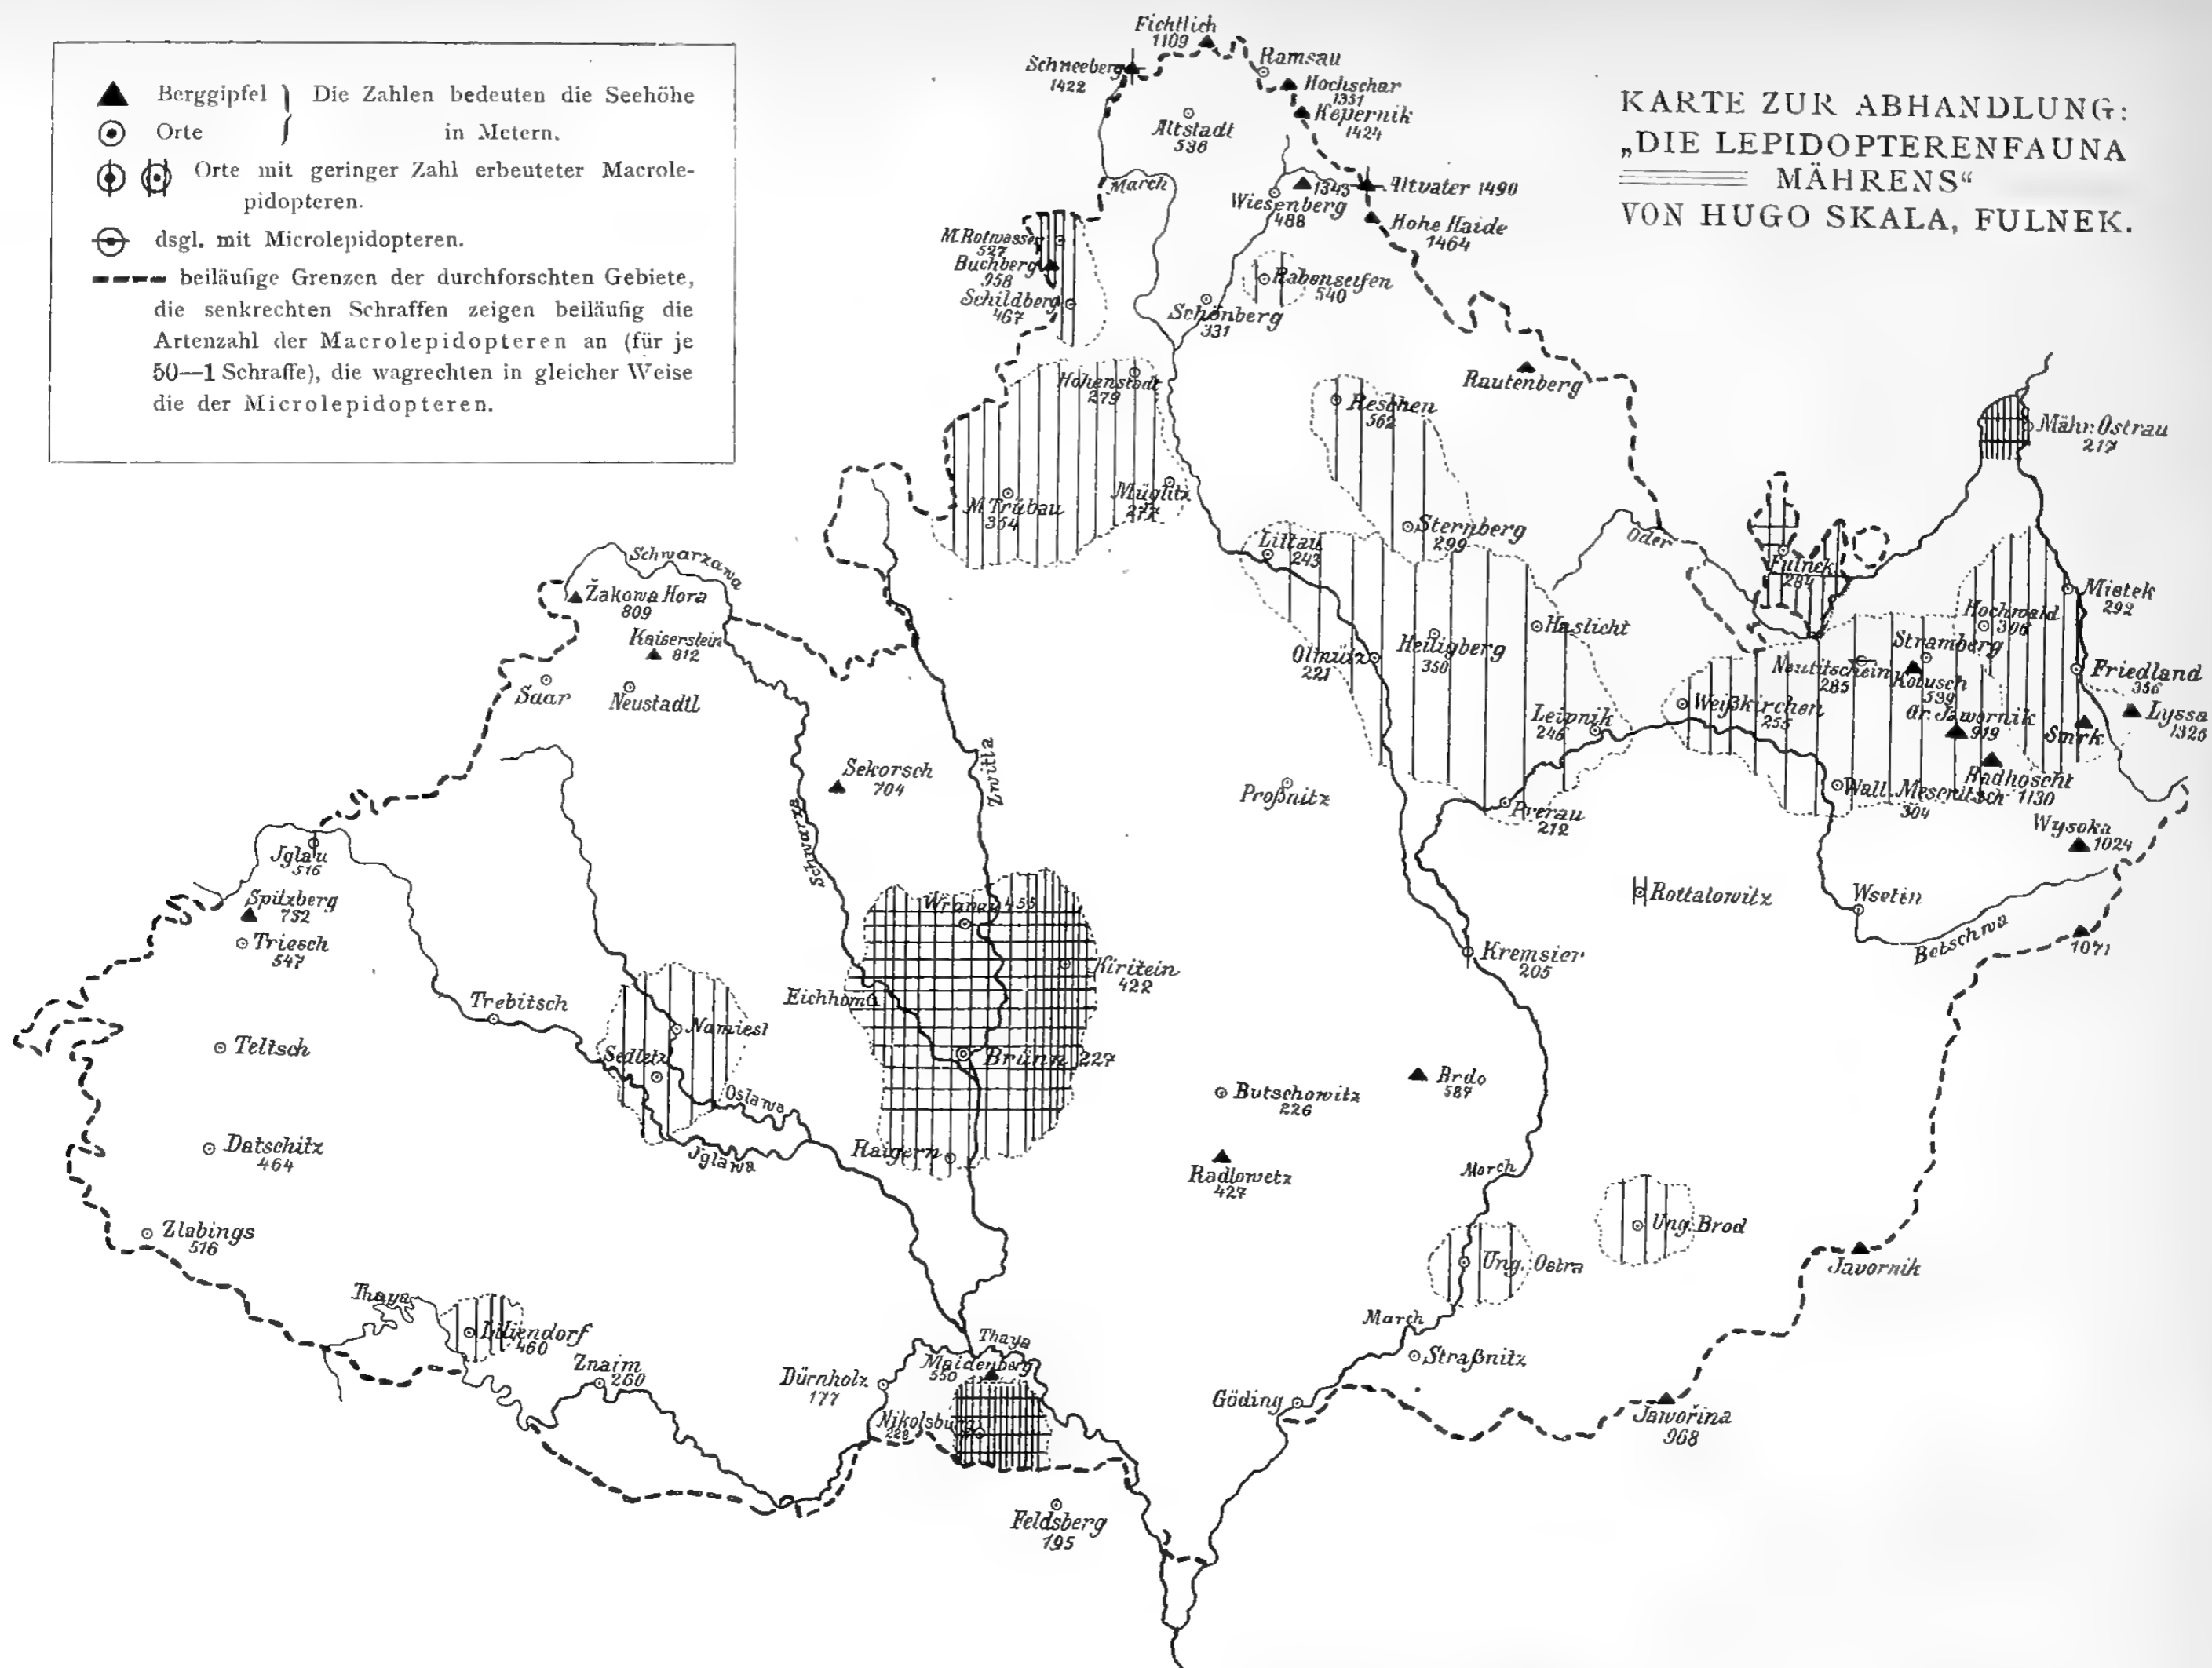 Berggipfel } Die Zahlen bedeuten die Seehöhe
Orte in Metern.
Orte mit geringer Zahl erbeuteter Macrole-
pidopteren.
dsgl. mit Microlepidopteren.
beiläufige Grenzen der durchforschten Gebiete,
die senkrechten Schraffen zeigen beiläufig die
Artenzahl der Macrolepidopteren an (für je
50—1 Schraffe), die wagrechten in gleicher Weise
die der Microlepidopteren.
KARTE ZUR ABHANDLUNG:
„DIE LEPIDOPTERENFAUNA
MÄHRENS“
VON HUGO SKALA, FULNEK.
Fichtlich
1109
Schneeberg
1422
Ramsau
Hochschar
1351
Kepernik
1424
Altstadt
536
March
1343
Altvater 1490
Wiesenberg
488
Hohe Haide
1464
M. Rotwasser
527
Buchberg
958
Schildberg
467
Rabenseifen
540
Schönberg
331
Rautenberg
Hohenstadt
279
Reschen
562
Mähr. Ostrau
217
M. Trübau
354
Müglitz
Sternberg
299
Littau
243
Oder
Fulnek
284
Schwarzawa
Žakowa Hora
809
Kaiserstein
812
Saar
Neustadtl
Mistek
292
Hochwald
306
Haslicht
Heiligberg
350
Olmütz
221
Stramberg
Neutitschein
285
Kotusch
Friedland
356
Weißkirchen
255
Leipnik
246
Gr. Jawornik
919
Smrk
Lyssa
1325
Zwitta
Sekorsch
704
Proßnitz
Prerau
212
Wall. Meseritsch
304
Radhoscht
1130
Wysoka
1024
Schwarza
Jglau
516
Spitzberg
752
Triesch
547
Wranau 455
Rottalowitz
Wsetin
Betschwa
1071
Kremsier
205
Kiritein
422
Eichhorn
Trebitsch
Namiest
Sedletz
Teltsch
Brünn 227
Oslawa
Butschowitz
226
Brdo
587
Datschitz
464
Jglawa
Raigern
Radlowetz
427
March
Ung. Brod
Zlabings
516
Ung. Ostra
Javornik
Thaya
Liliendorf
460
March
Straßnitz
Znaim
260
Thaya
Maidenberg
550
Dürnholz
177
Nikolsburg
228
Göding
Jawořina
968
Feldsberg
195